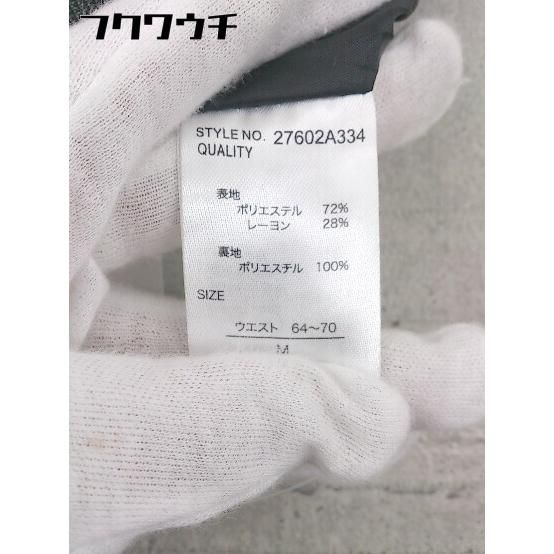 フクワウチ
STYLE NO. 27602A334
QUALITY
表地
ポリエステル 72%
レーヨン 28%
裏地
ポリエステル 100%
SIZE
ウエスト 64～70
M